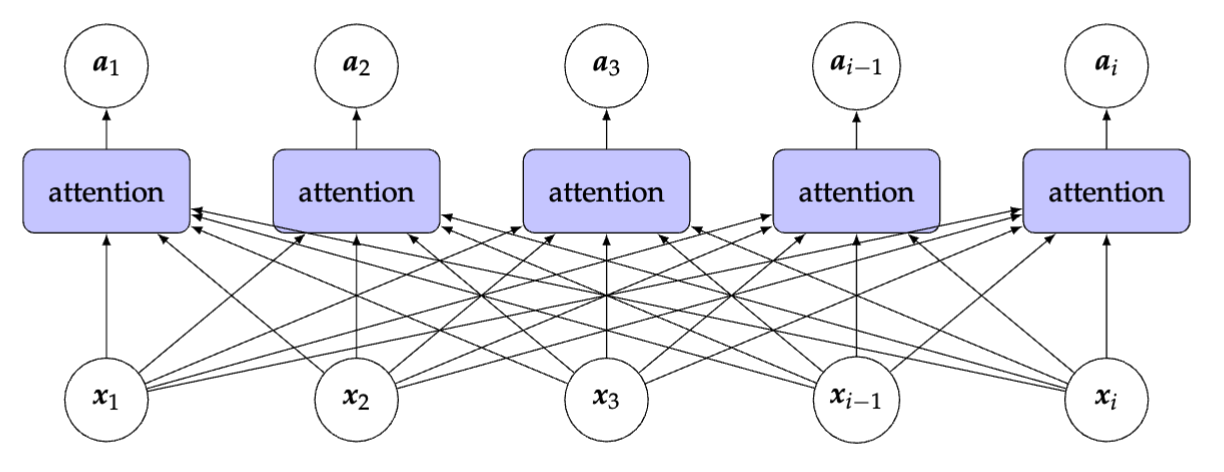 a₁ a₂ a₃ aᵢ₋₁ aᵢ
attention attention attention attention attention
x₁ x₂ x₃ xᵢ₋₁ xᵢ